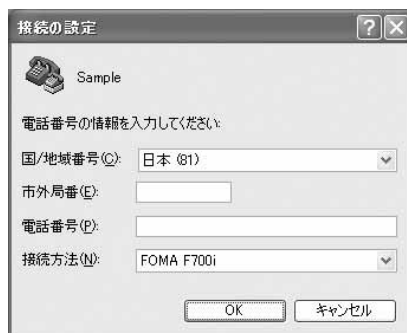 接続の設定
Sample
電話番号の情報を入力してください:
国/地域番号(C): 日本 (81)
市外局番(E):
電話番号(P):
接続方法(N): FOMA F700i
OK キャンセル